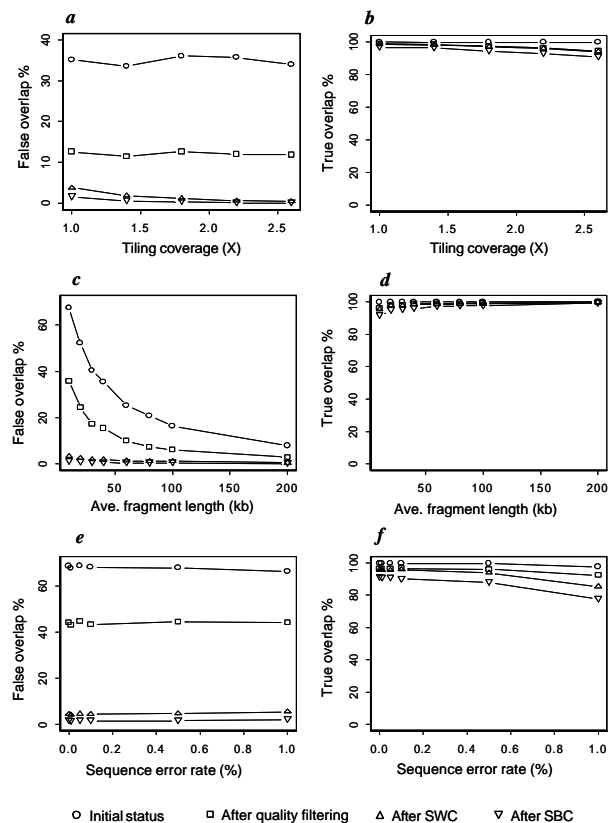 a
b
False overlap %
0 10 20 30 40
1.0 1.5 2.0 2.5
Tiling coverage (X)
True overlap %
0 20 40 60 80 100
1.0 1.5 2.0 2.5
Tiling coverage (X)
c
d
False overlap %
0 20 40 60
50 100 150 200
Ave. fragment length (kb)
True overlap %
0 20 40 60 80 100
50 100 150 200
Ave. fragment length (kb)
e
f
False overlap %
0 20 40 60
0.0 0.2 0.4 0.6 0.8 1.0
Sequence error rate (%)
True overlap %
0 20 40 60 80 100
0.0 0.2 0.4 0.6 0.8 1.0
Sequence error rate (%)
Initial status After quality filtering After SWC After SBC